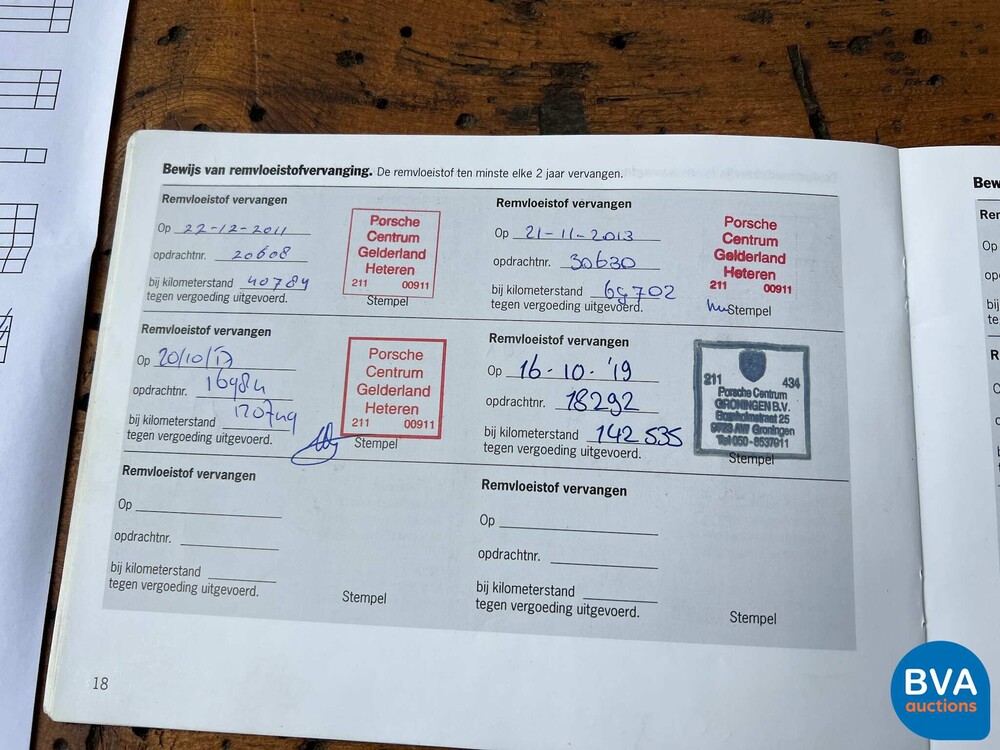 Bewijs van remvloeistofvervanging. De remvloeistof ten minste elke 2 jaar vervangen.
Remvloeistof vervangen
Op 22-12-2011
opdrachtnr. 20608
bij kilometerstand 40784
tegen vergoeding uitgevoerd.
Porsche
Centrum
Gelderland
Heteren
211 00911
Stempel
Remvloeistof vervangen
Op 21-11-2013
opdrachtnr. 30630
bij kilometerstand 69702
tegen vergoeding uitgevoerd.
Porsche
Centrum
Gelderland
Heteren
211 00911
Stempel
Remvloeistof vervangen
Op 20/10/17
opdrachtnr.
bij kilometerstand
tegen vergoeding uitgevoerd.
Porsche
Centrum
Gelderland
Heteren
211 00911
Stempel
Remvloeistof vervangen
Op 16-10-'19
opdrachtnr. 18292
bij kilometerstand 142535
tegen vergoeding uitgevoerd.
211 434
Porsche Centrum
GRONINGEN B.V.
9723 AW Groningen
Tel 050-8537911
Stempel
Remvloeistof vervangen
Op
opdrachtnr.
bij kilometerstand
tegen vergoeding uitgevoerd.
Stempel
Remvloeistof vervangen
Op
opdrachtnr.
bij kilometerstand
tegen vergoeding uitgevoerd.
Stempel
18
BVA
auctions